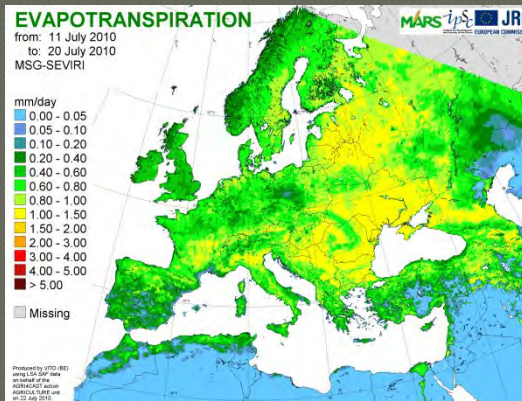 EVAPOTRANSPIRATION
from: 11 July 2010
to: 20 July 2010
MSG-SEVIRI
MARS ipsc JR
EUROPEAN COMMISS
mm/day
0.00 - 0.05
0.05 - 0.10
0.10 - 0.20
0.20 - 0.40
0.40 - 0.60
0.60 - 0.80
0.80 - 1.00
1.00 - 1.50
1.50 - 2.00
2.00 - 3.00
3.00 - 4.00
4.00 - 5.00
> 5.00
Missing
Produced by VITO (BE)
using LSA SAF data
on behalf of the
AGRI4CAST action
AGRICULTURE unit
on 22 July 2010